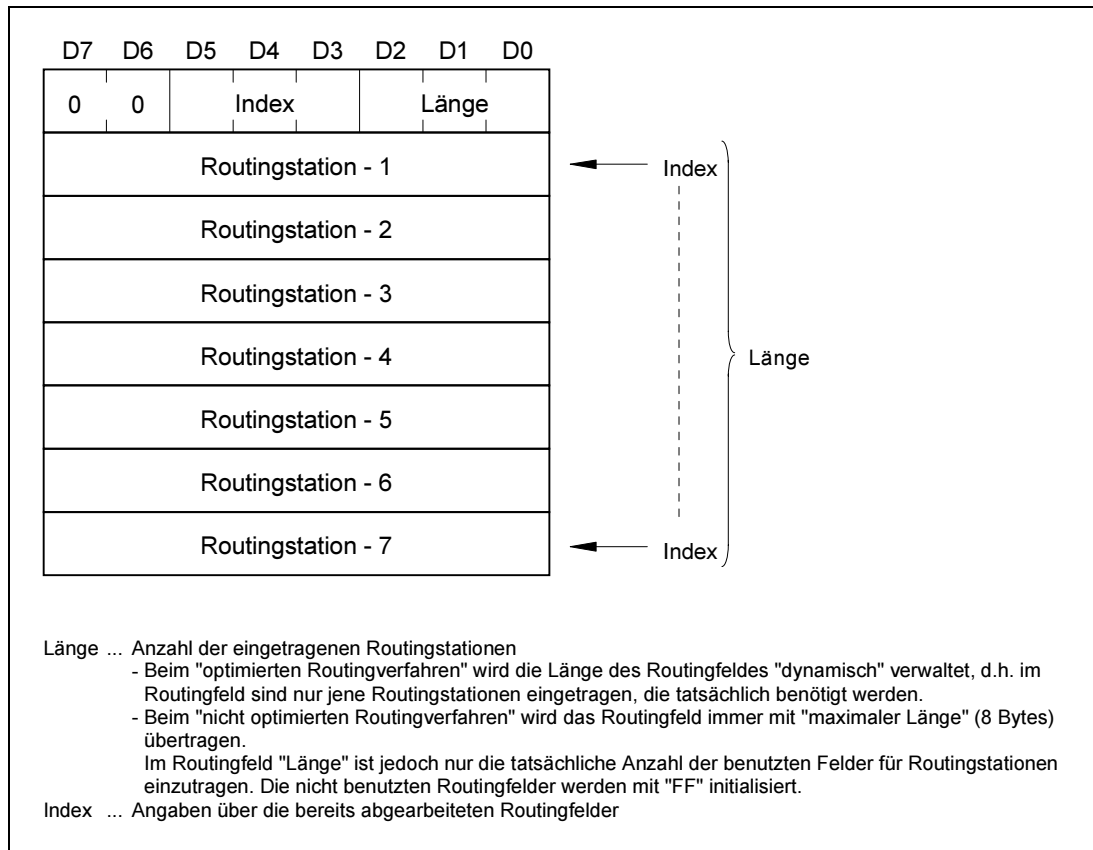 D7 D6 D5 D4 D3 D2 D1 D0
0 0 Index Länge
Routingstation - 1
Index
Routingstation - 2
Routingstation - 3
Routingstation - 4
Länge
Routingstation - 5
Routingstation - 6
Routingstation - 7
Index
Länge ... Anzahl der eingetragenen Routingstationen
- Beim "optimierten Routingverfahren" wird die Länge des Routingfeldes "dynamisch" verwaltet, d.h. im
Routingfeld sind nur jene Routingstationen eingetragen, die tatsächlich benötigt werden.
- Beim "nicht optimierten Routingverfahren" wird das Routingfeld immer mit "maximaler Länge" (8 Bytes)
übertragen.
Im Routingfeld "Länge" ist jedoch nur die tatsächliche Anzahl der benutzten Felder für Routingstationen
einzutragen. Die nicht benutzten Routingfelder werden mit "FF" initialisiert.
Index ... Angaben über die bereits abgearbeiteten Routingfelder